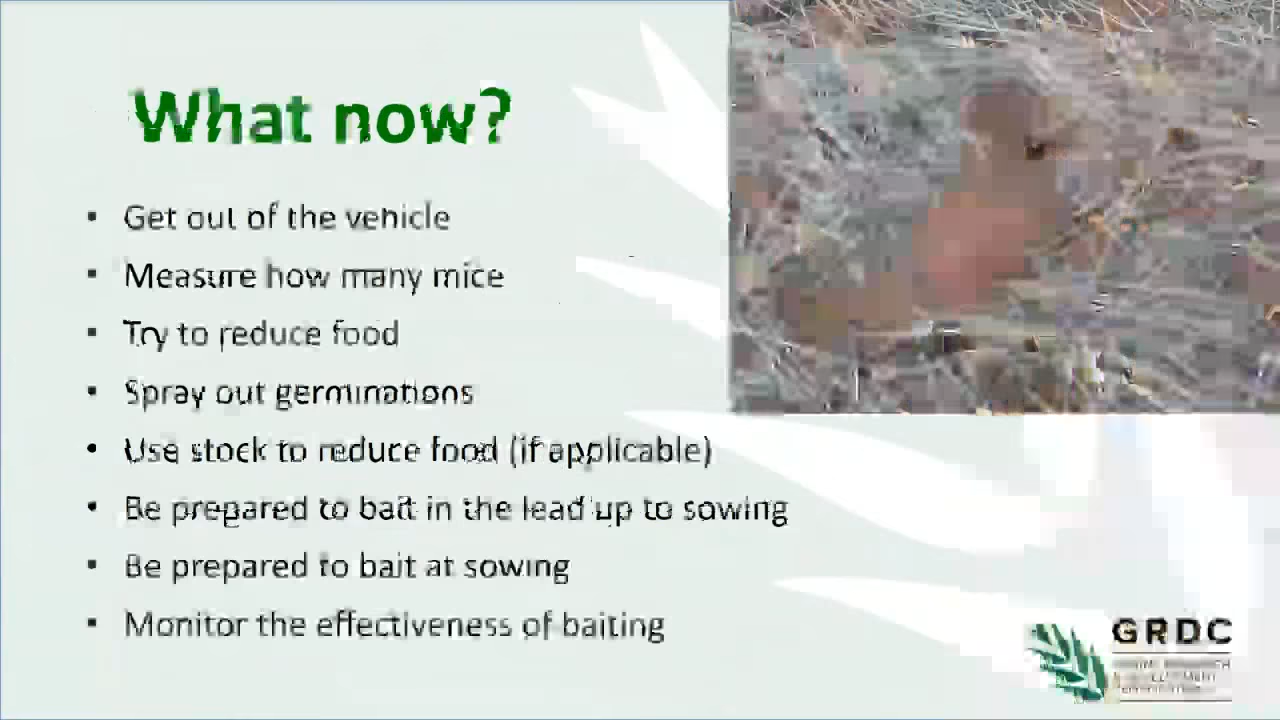 What now?
▪ Get out of the vehicle
▪ Measure how many mice
▪ Try to reduce food
▪ Spray out germinations
• Use stock to reduce food (if applicable)
▪ Be prepared to bait in the lead up to sowing
▪ Be prepared to bait at sowing
▪ Monitor the effectiveness of baiting
GRDC